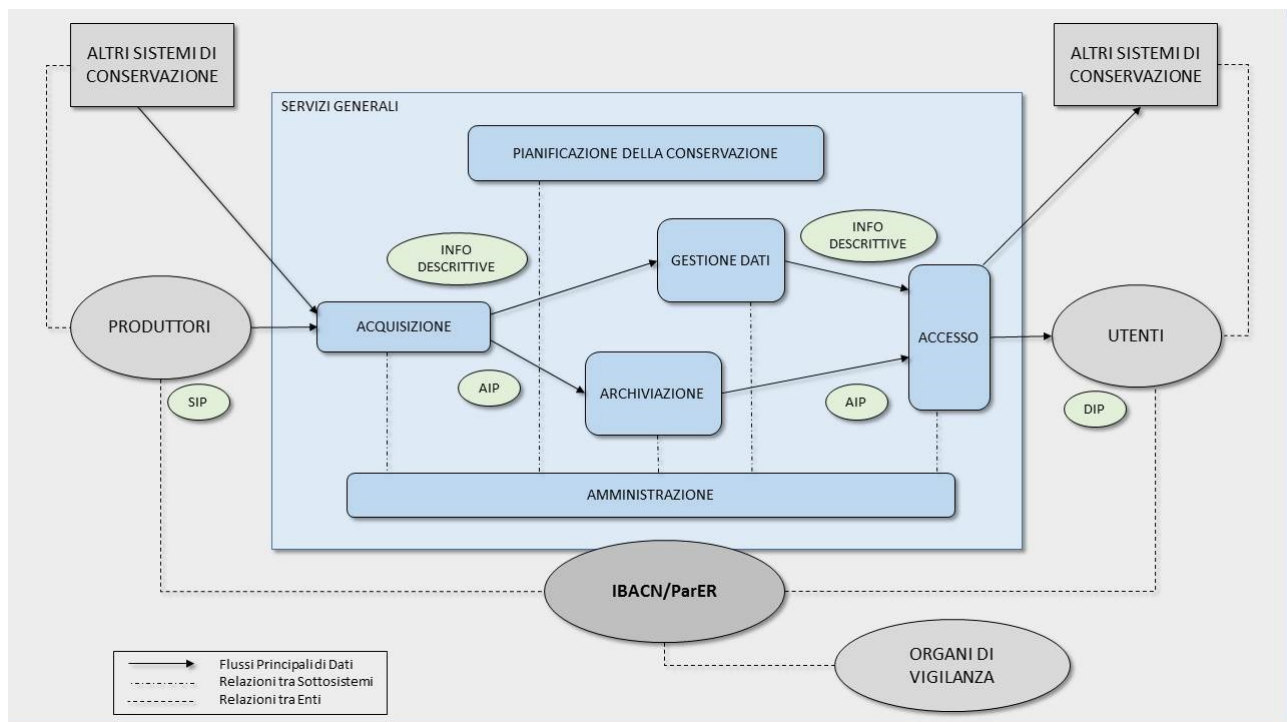 ALTRI SISTEMI DI
CONSERVAZIONE
ALTRI SISTEMI DI
CONSERVAZIONE
SERVIZI GENERALI
PIANIFICAZIONE DELLA CONSERVAZIONE
INFO
DESCRITTIVE
GESTIONE DATI
INFO
DESCRITTIVE
PRODUTTORI
ACQUISIZIONE
ACCESSO
UTENTI
SIP
AIP
ARCHIVIAZIONE
AIP
DIP
AMMINISTRAZIONE
IBACN/ParER
ORGANI DI
VIGILANZA
Flussi Principali di Dati
Relazioni tra Sottosistemi
Relazioni tra Enti